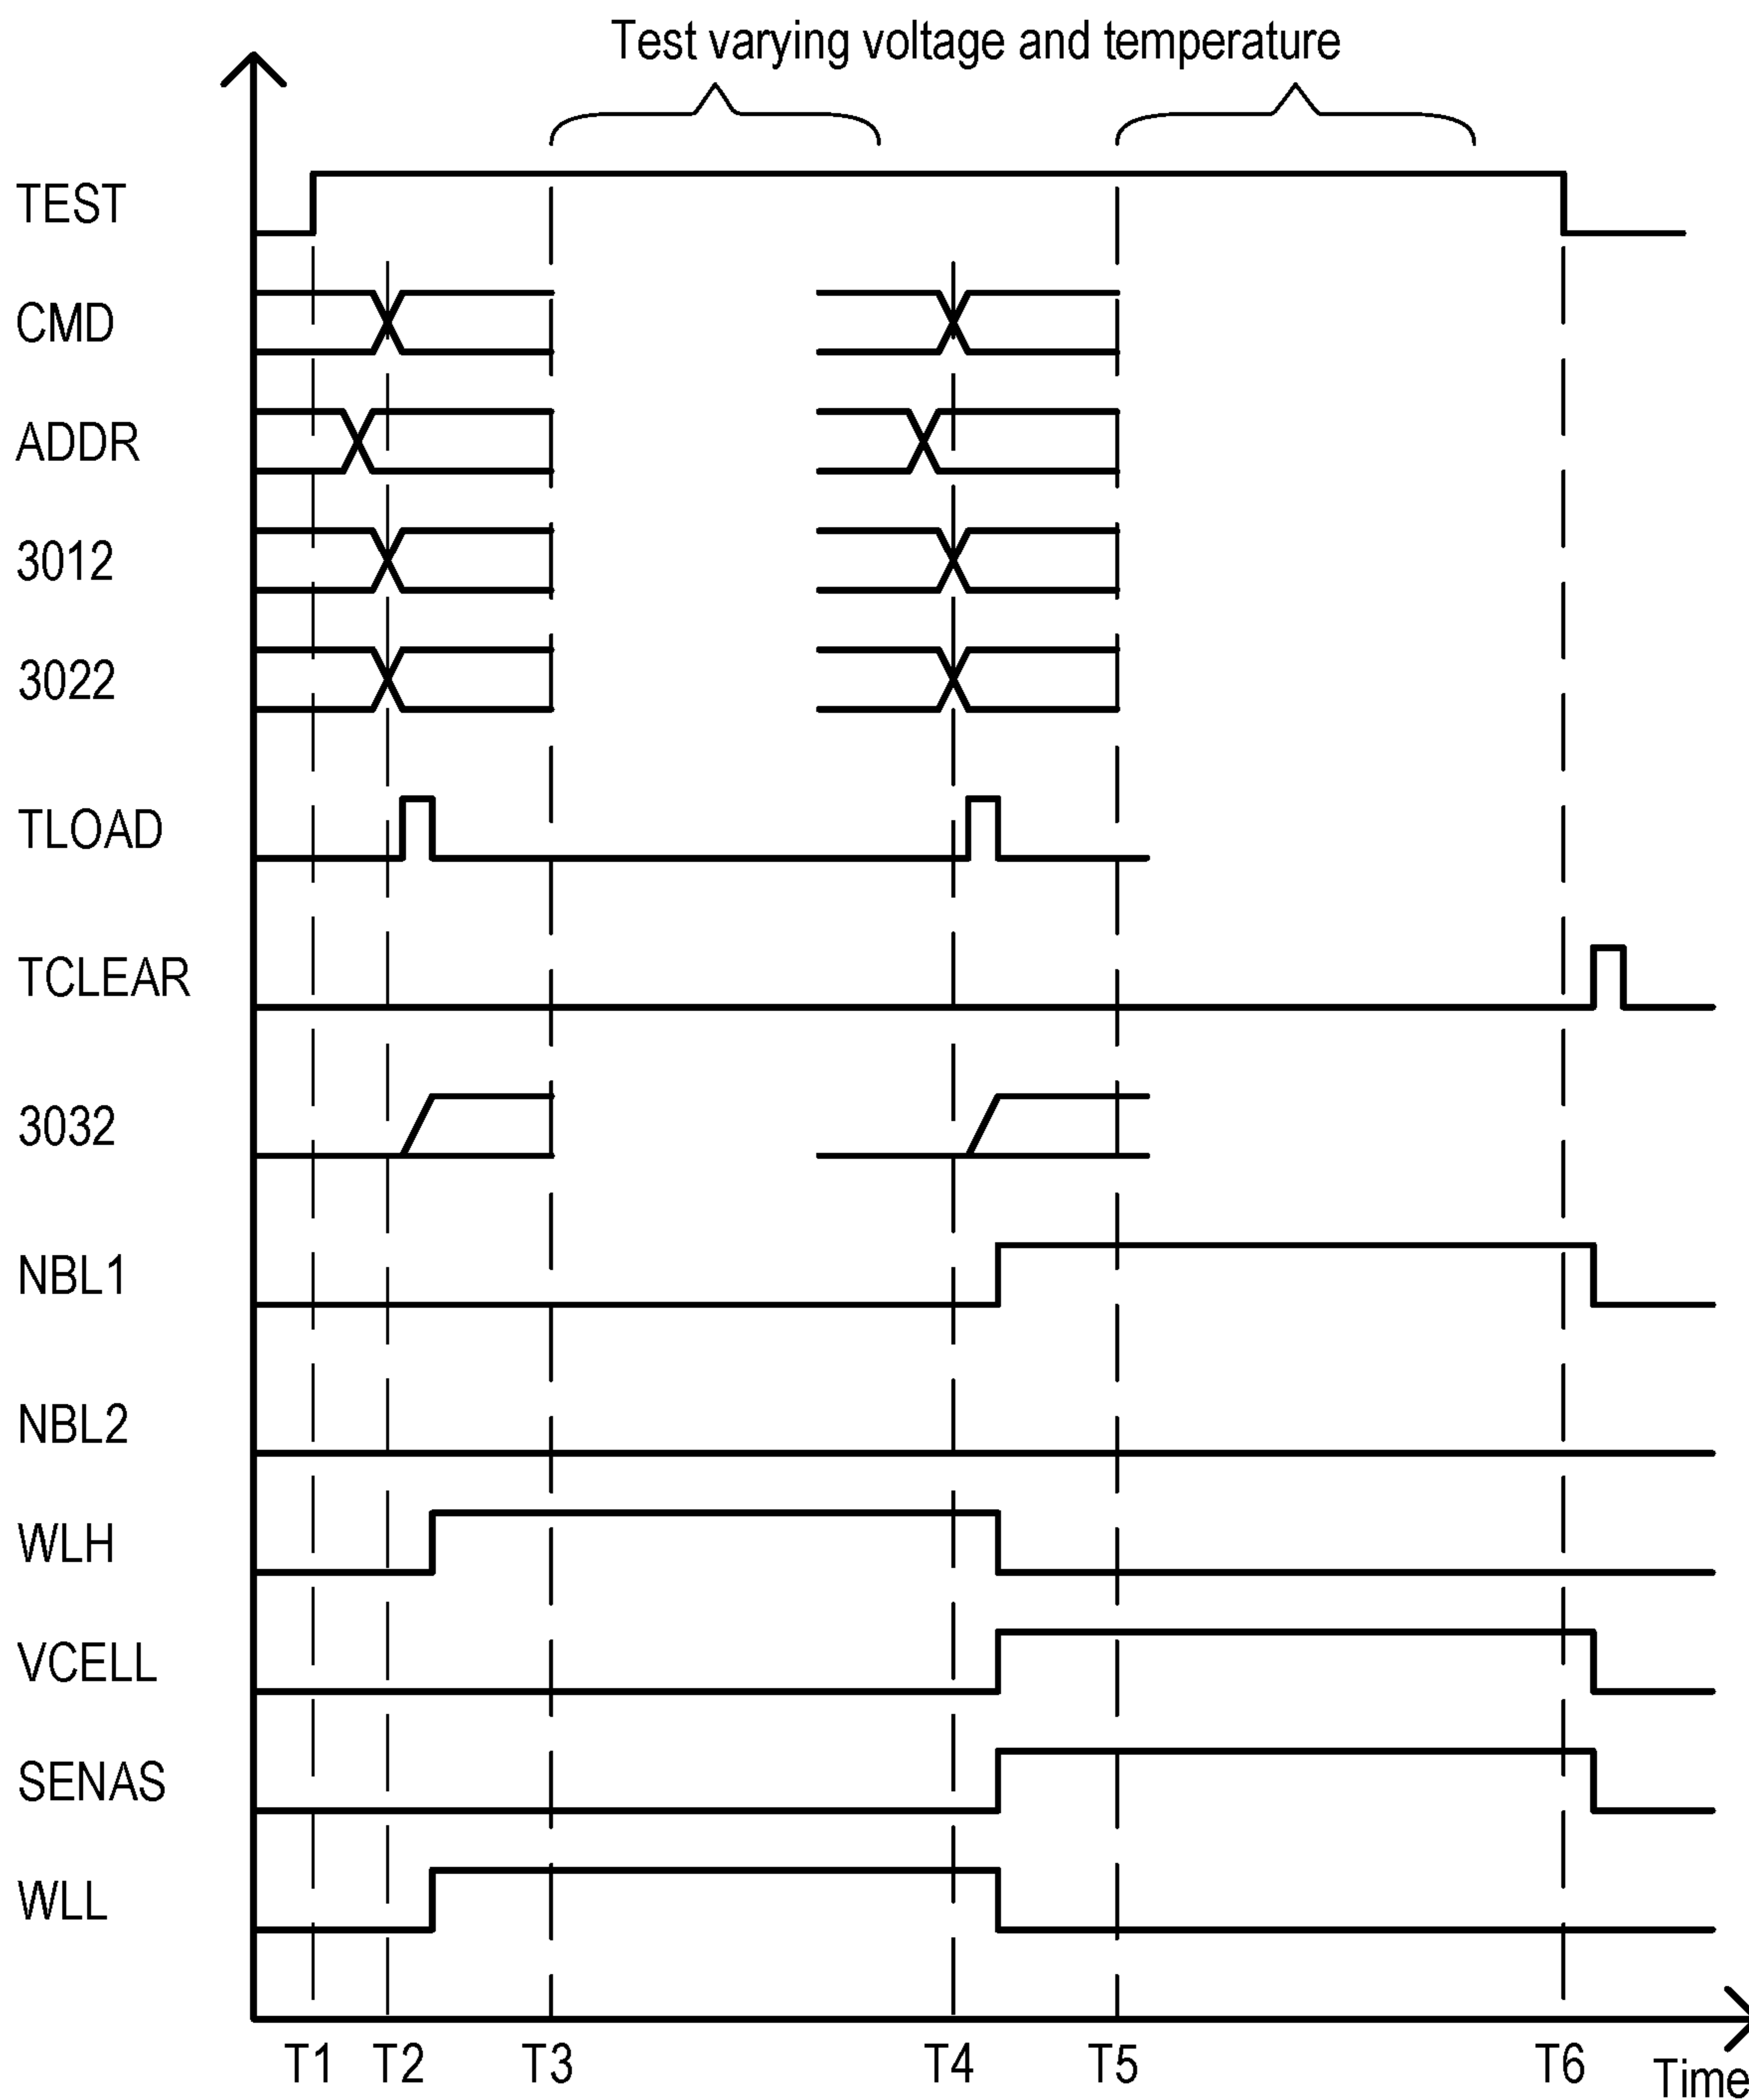 Test varying voltage and temperature
TEST
CMD
ADDR
3012
3022
TLOAD
TCLEAR
3032
NBL1
NBL2
WLH
VCELL
SENAS
WLL
T1 T2 T3 T4 T5 T6 Time